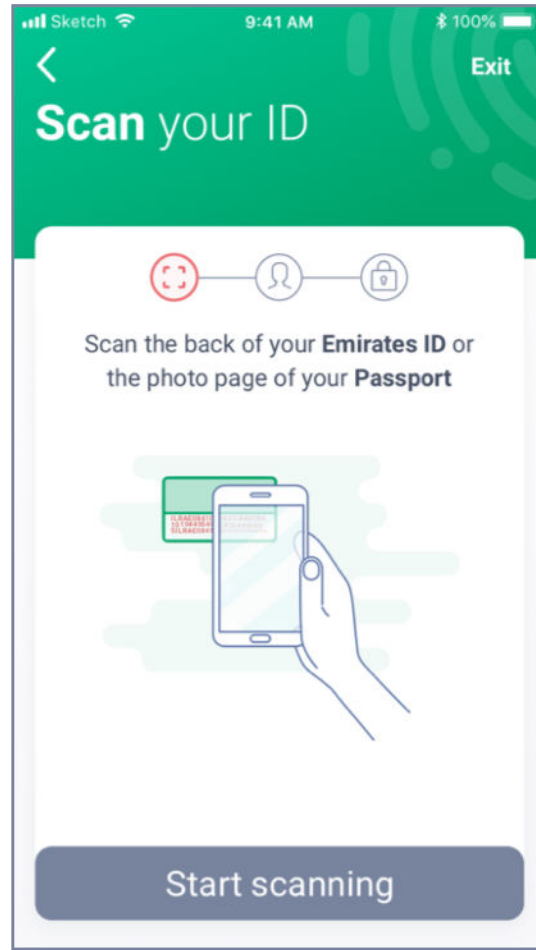 Sketch 9:41 AM 100%
Exit
Scan your ID
Scan the back of your Emirates ID or
the photo page of your Passport
Start scanning